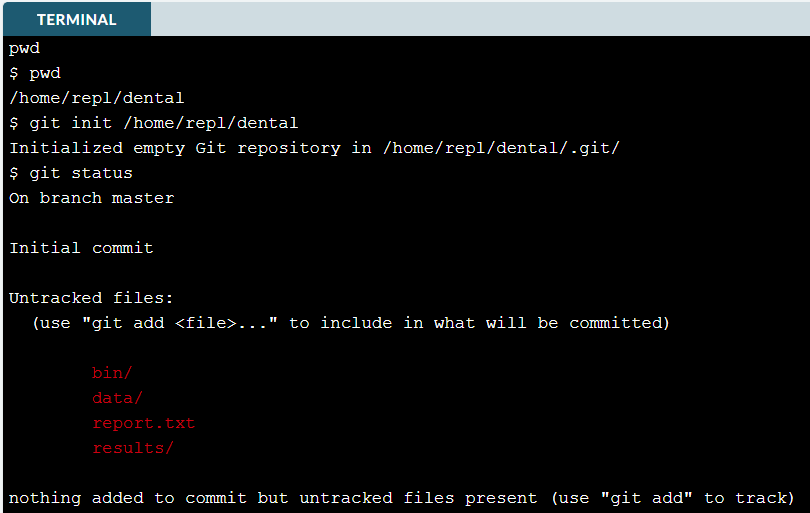 TERMINAL
pwd
$ pwd
/home/repl/dental
$ git init /home/repl/dental
Initialized empty Git repository in /home/repl/dental/.git/
$ git status
On branch master
Initial commit
Untracked files:
(use "git add <file>..." to include in what will be committed)
bin/
data/
report.txt
results/
nothing added to commit but untracked files present (use "git add" to track)